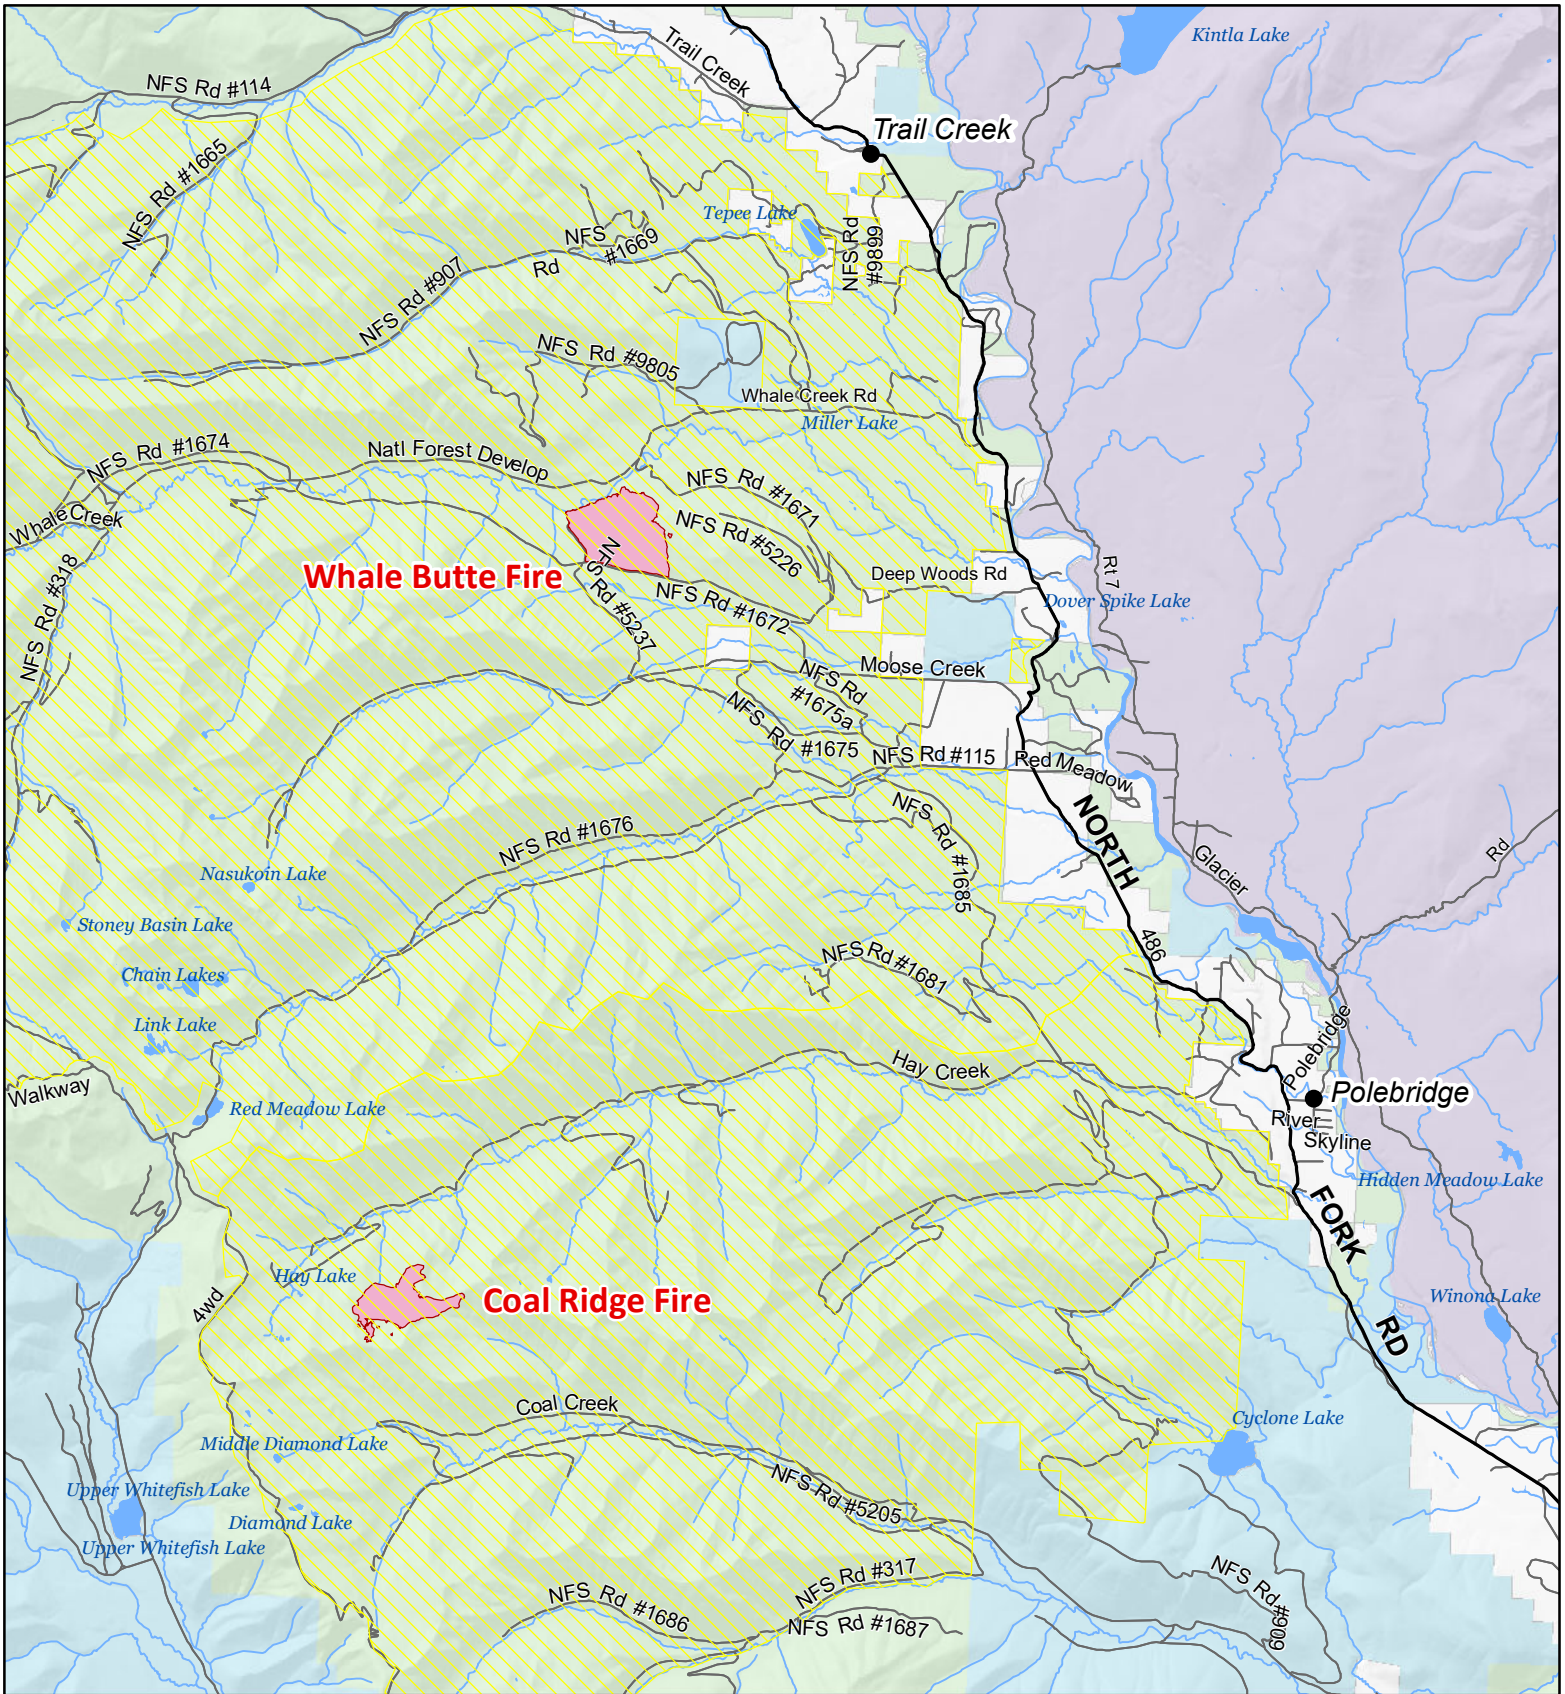 Kintla Lake
Trail Creek
NFS Rd #114
Trail Creek
NFS Rd #1665
Tepee Lake
NFS Rd
#9899
NFS
Rd
#1669
NFS Rd #907
NFS Rd #9805
Whale Creek Rd
Miller Lake
NFS Rd #1674
Natl Forest Develop
NFS Rd #1671
Whale Creek
NFS Rd #5226
NFS Rd #318
Whale Butte Fire
NFS Rd #5237
NFS Rd #1672
Deep Woods Rd
Rt 7
Dover Spike Lake
Moose Creek
NFS Rd
#1675a
NFS Rd #1675
NFS Rd #115
Red Meadow
NORTH
NFS Rd #1676
NFS Rd #1685
Glacier
Rd
Nasukoin Lake
Stoney Basin Lake
486
NFS Rd #1681
Chain Lakes
Link Lake
Polebridge
Hay Creek
Walkway
Polebridge
Red Meadow Lake
River
Skyline
Hidden Meadow Lake
FORK
Hay Lake
4wd
Coal Ridge Fire
Winona Lake
RD
Coal Creek
Cyclone Lake
Middle Diamond Lake
Upper Whitefish Lake
NFS Rd #5205
Diamond Lake
Upper Whitefish Lake
NFS Rd #317
NFS Rd #909
NFS Rd #1686
NFS Rd #1687